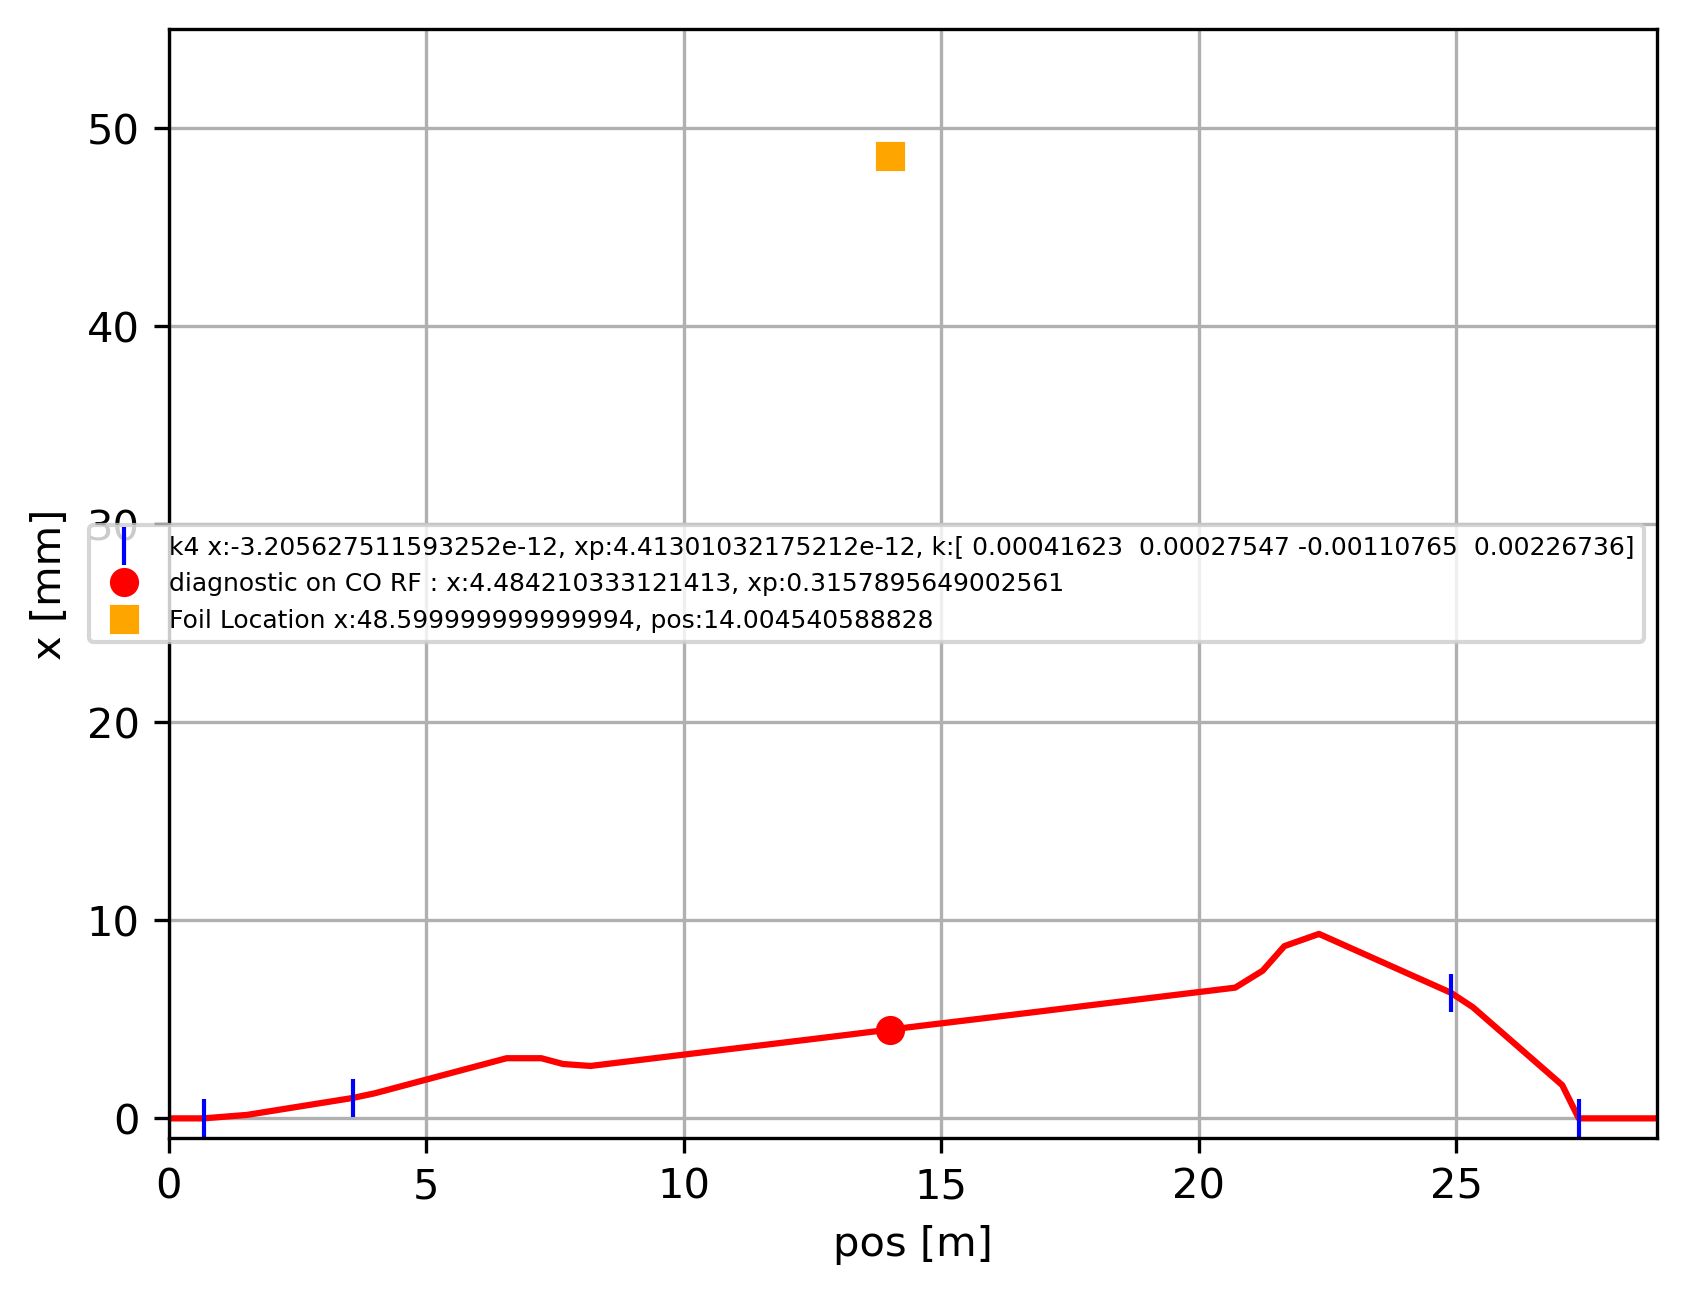 50
40
30
20
10
0
x [mm]
k4 x:-3.205627511593252e-12, xp:4.41301032175212e-12, k:[ 0.00041623  0.00027547 -0.00110765  0.00226736]
diagnostic on CO RF : x:4.484210333121413, xp:0.3157895649002561
Foil Location x:48.599999999999994, pos:14.004540588828
0 5 10 15 20 25
pos [m]